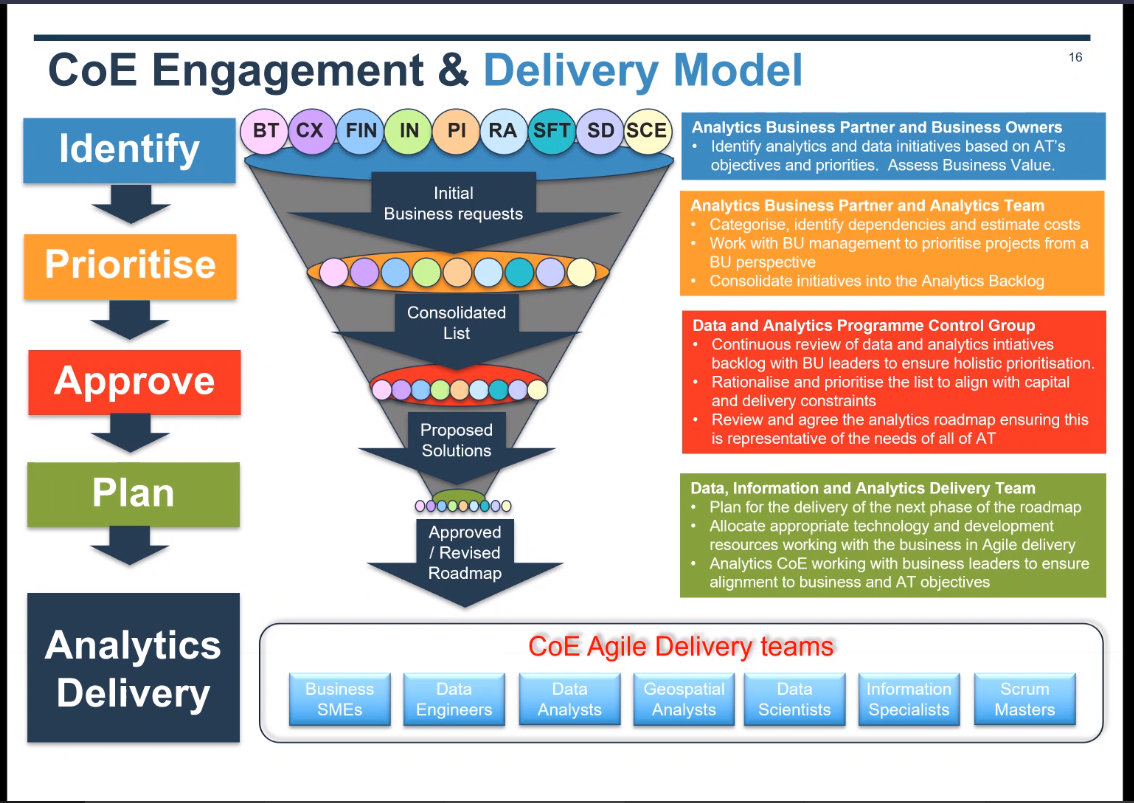 16
CoE Engagement & Delivery Model
Identify
BT CX FIN IN PI RA SFT SD SCE
Initial
Business requests
Analytics Business Partner and Business Owners
• Identify analytics and data initiatives based on AT's
objectives and priorities. Assess Business Value.
Prioritise
Consolidated
List
Analytics Business Partner and Analytics Team
• Categorise, identify dependencies and estimate costs
• Work with BU management to prioritise projects from a
BU perspective
• Consolidate initiatives into the Analytics Backlog
Approve
Proposed
Solutions
Data and Analytics Programme Control Group
• Continuous review of data and analytics intiatives
backlog with BU leaders to ensure holistic prioritisation.
• Rationalise and prioritise the list to align with capital
and delivery constraints
• Review and agree the analytics roadmap ensuring this
is representative of the needs of all of AT
Plan
Approved
/ Revised
Roadmap
Data, Information and Analytics Delivery Team
• Plan for the delivery of the next phase of the roadmap
• Allocate appropriate technology and development
resources working with the business in Agile delivery
• Analytics CoE working with business leaders to ensure
alignment to business and AT objectives
Analytics
Delivery
CoE Agile Delivery teams
Business
SMEs
Data
Engineers
Data
Analysts
Geospatial
Analysts
Data
Scientists
Information
Specialists
Scrum
Masters